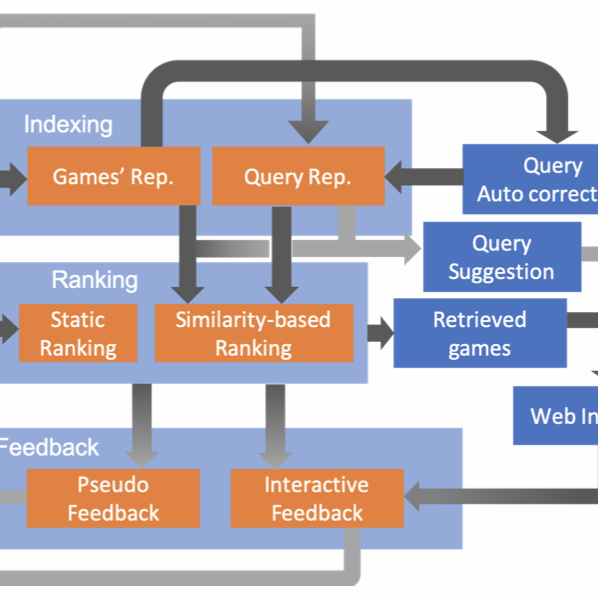 Indexing
Games' Rep.
Query Rep.
Query
Auto correct
Query
Suggestion
Ranking
Static
Ranking
Similarity-based
Ranking
Retrieved
games
Web In
Feedback
Pseudo
Feedback
Interactive
Feedback